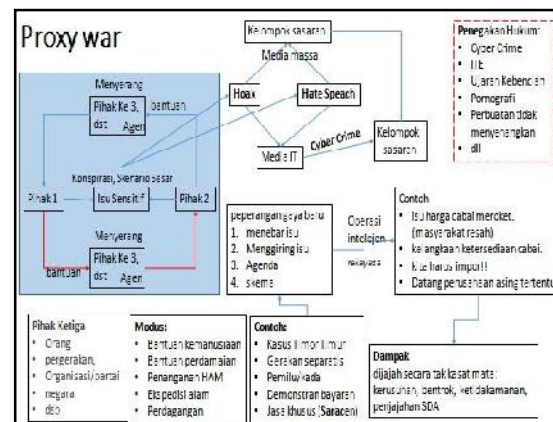 Proxy war
Menyerang
Pihak Ke 3,
dst Agen
bantuan
Konspirasi, Skenario Besar
Pihak 1
Isu Sensitif
Pihak 2
Menyerang
Pihak Ke 3,
dst Agen
bantuan
Kelompok sasaran
Media massa
Hoax
Hate Speach
Media IT
Cyber Crime
Kelompok
sasaran
Penegakan Hukum:
• Cyber Crime
• ITE
• Ujaran Kebencian
• Pornografi
• Perbuatan tidak
menyenangkan
• dll
peperangan gaya baru
1. menebar isu
2. Menggiring isu
3. Agenda
4. skema
Operasi
intelejen
rekayasa
Contoh
• Isu harga cabai meroket.
(masyarakat resah)
• kelangkaan ketersediaan cabai.
• kita harus impor!!
• Datang perusahaan asing tertentu
Pihak Ketiga
• Orang
• pergerakan,
• Organisasi/partai
• negara
• dsb
Modus:
• Bantuan kemanusiaan
• Bantuan perdamaian
• Penanganan HAM
• Ekspedisi alam
• Perdagangan
Contoh:
• Kasus Timor Timur
• Gerakan separatis
• Pemilu/kada
• Demonstran bayaran
• Jasa khusus (Saracen)
Dampak
dijajah secara tak kasat mata:
kerusuhan, bentrok, ketidakamanan,
penjajahan SDA